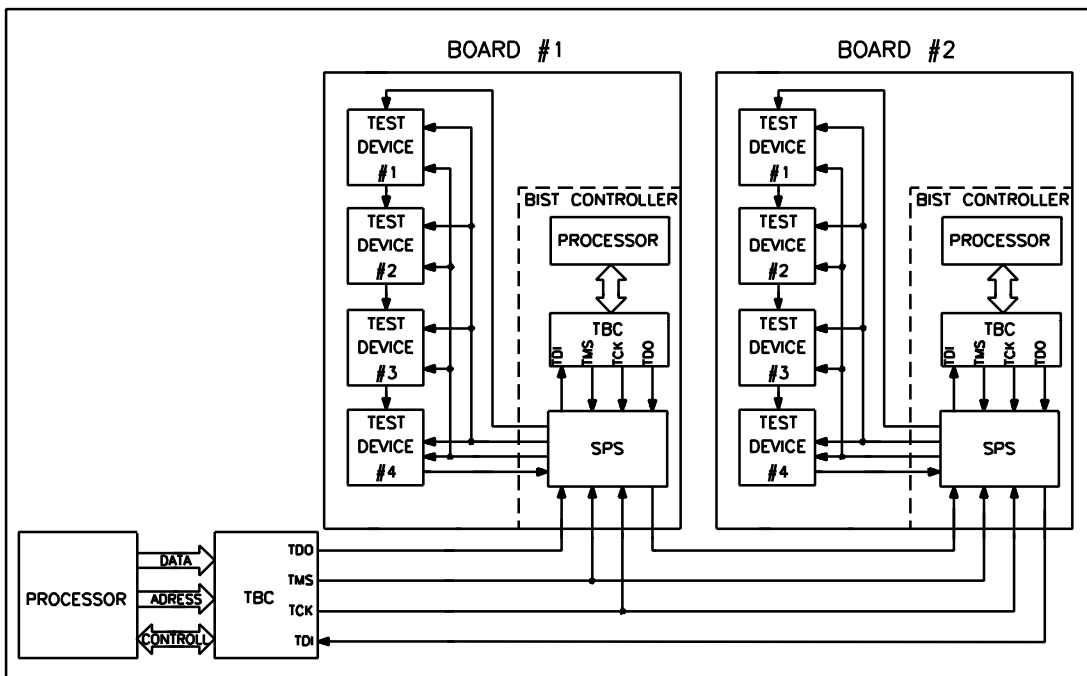 BOARD #1
BOARD #2
TEST
DEVICE
#1
TEST
DEVICE
#2
TEST
DEVICE
#3
TEST
DEVICE
#4
BIST CONTROLLER
PROCESSOR
TBC
TDI
TMS
TCK
TDO
SPS
TEST
DEVICE
#1
TEST
DEVICE
#2
TEST
DEVICE
#3
TEST
DEVICE
#4
BIST CONTROLLER
PROCESSOR
TBC
TDI
TMS
TCK
TDO
SPS
PROCESSOR
DATA
ADRESS
CONTROLL
TBC
TDO
TMS
TCK
TDI